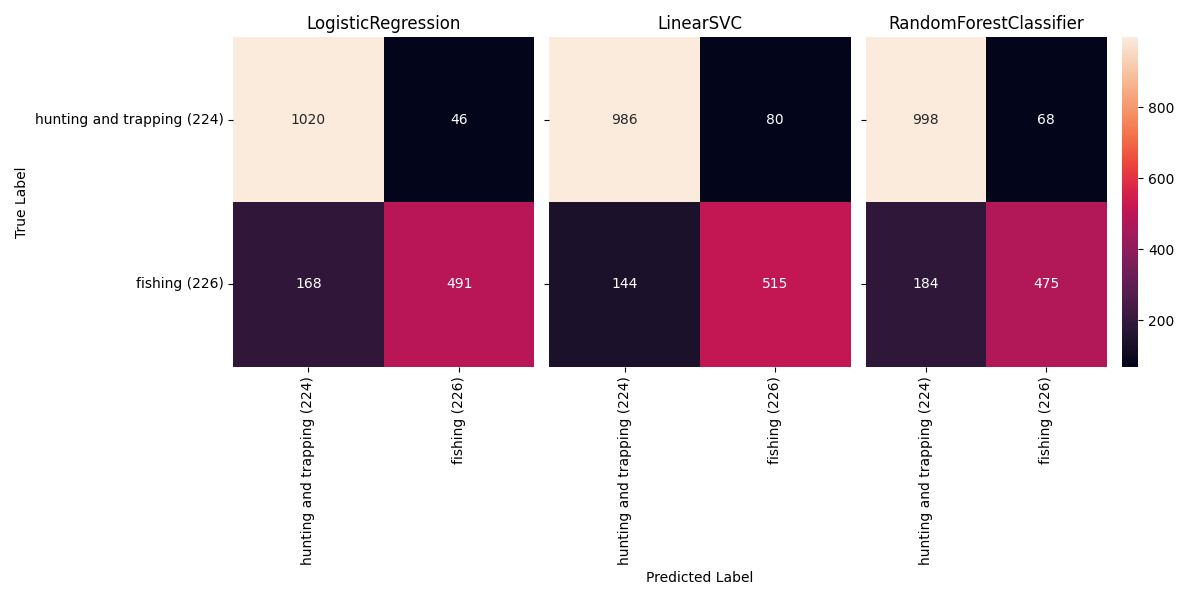 LogisticRegression
LinearSVC
RandomForestClassifier
True Label
hunting and trapping (224)
1020 46
986 80
998 68
fishing (226)
168 491
144 515
184 475
800
600
400
200
hunting and trapping (224)
fishing (226)
hunting and trapping (224)
fishing (226)
hunting and trapping (224)
fishing (226)
Predicted Label